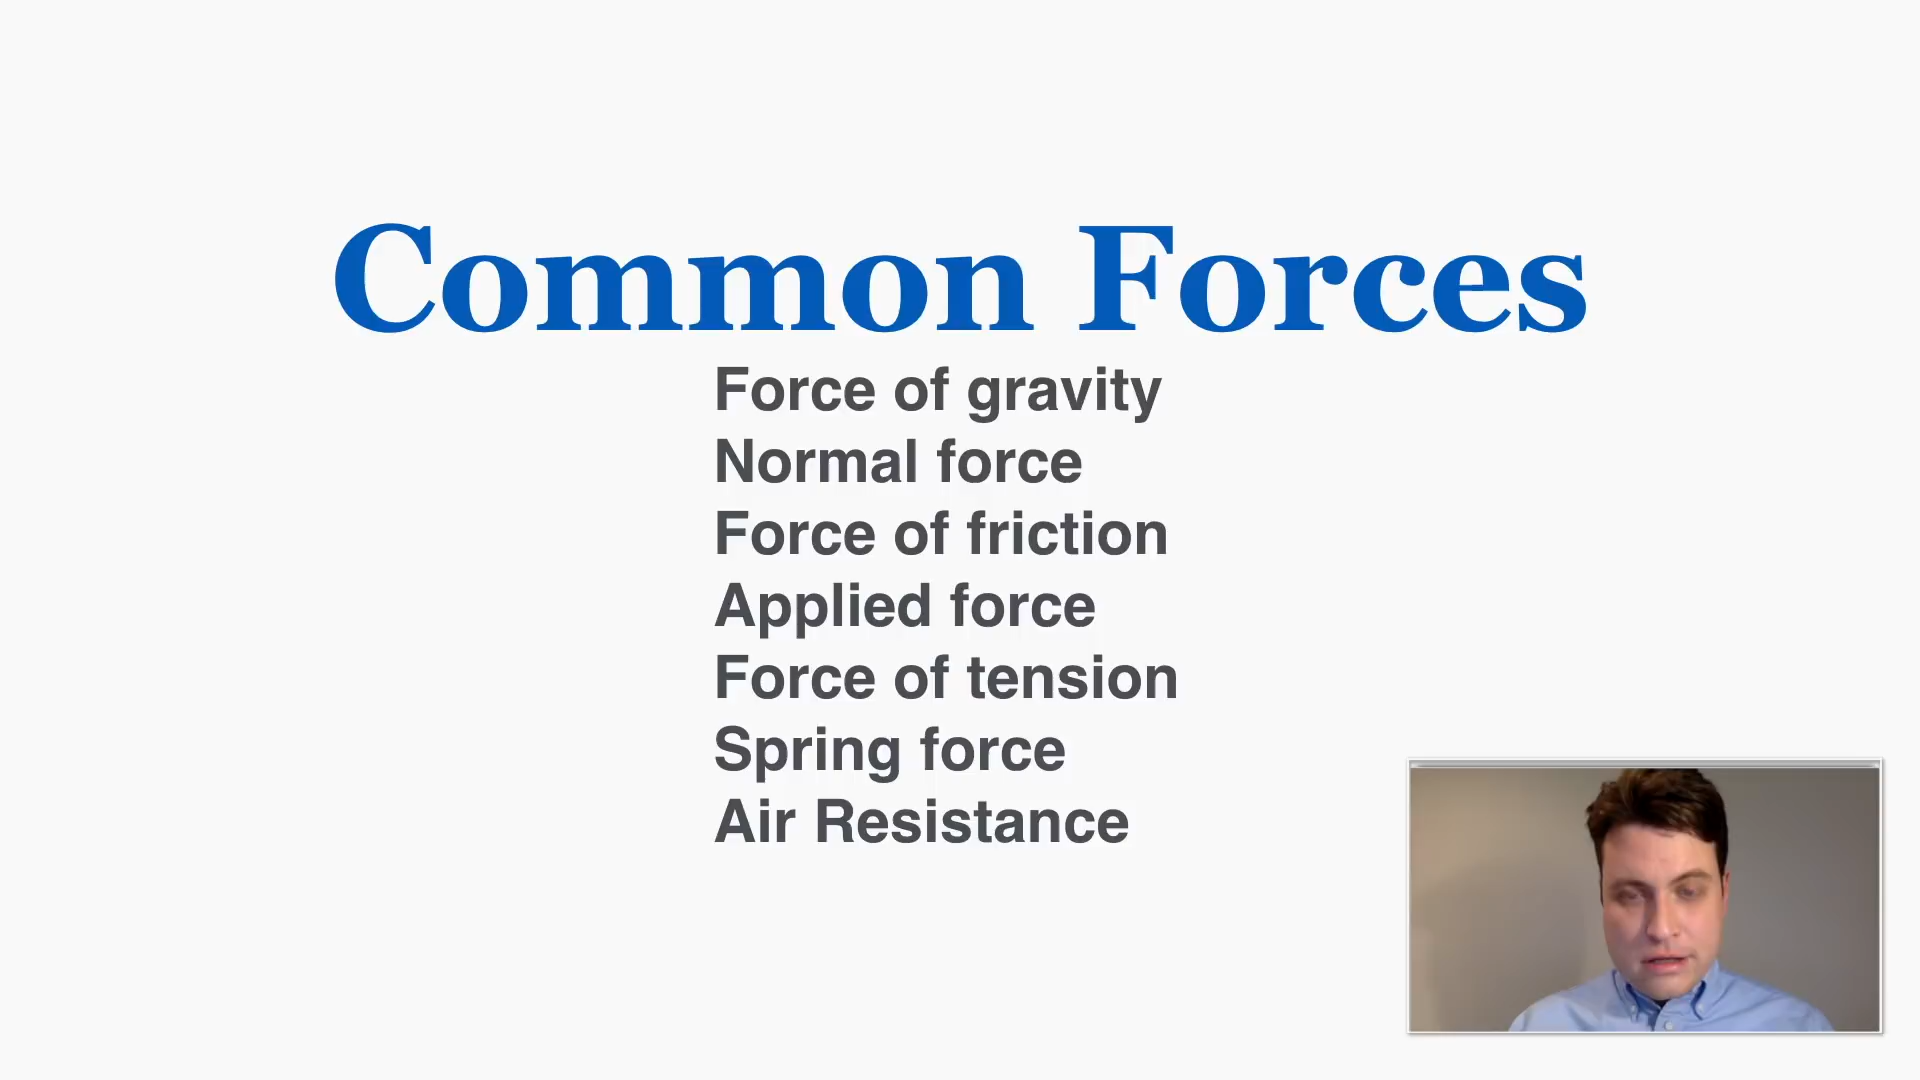 Common Forces
Force of gravity
Normal force
Force of friction
Applied force
Force of tension
Spring force
Air Resistance